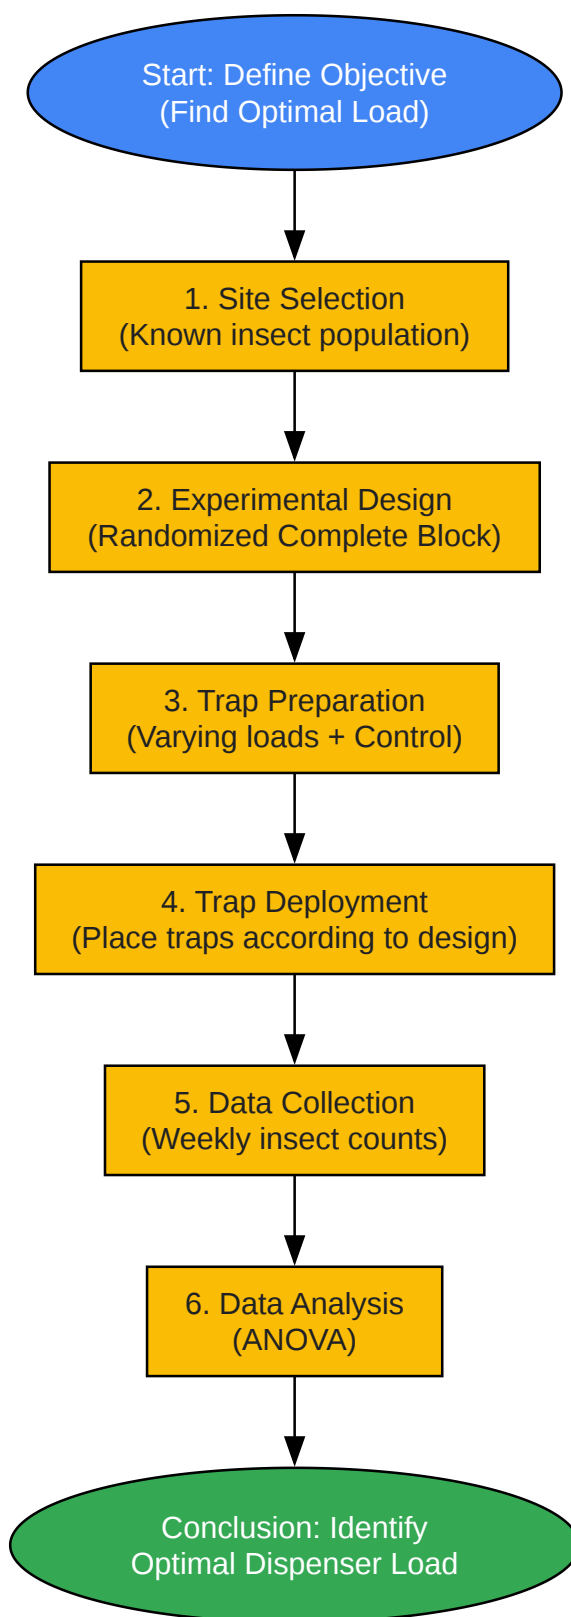 Start: Define Objective
(Find Optimal Load)
1. Site Selection
(Known insect population)
2. Experimental Design
(Randomized Complete Block)
3. Trap Preparation
(Varying loads + Control)
4. Trap Deployment
(Place traps according to design)
5. Data Collection
(Weekly insect counts)
6. Data Analysis
(ANOVA)
Conclusion: Identify
Optimal Dispenser Load